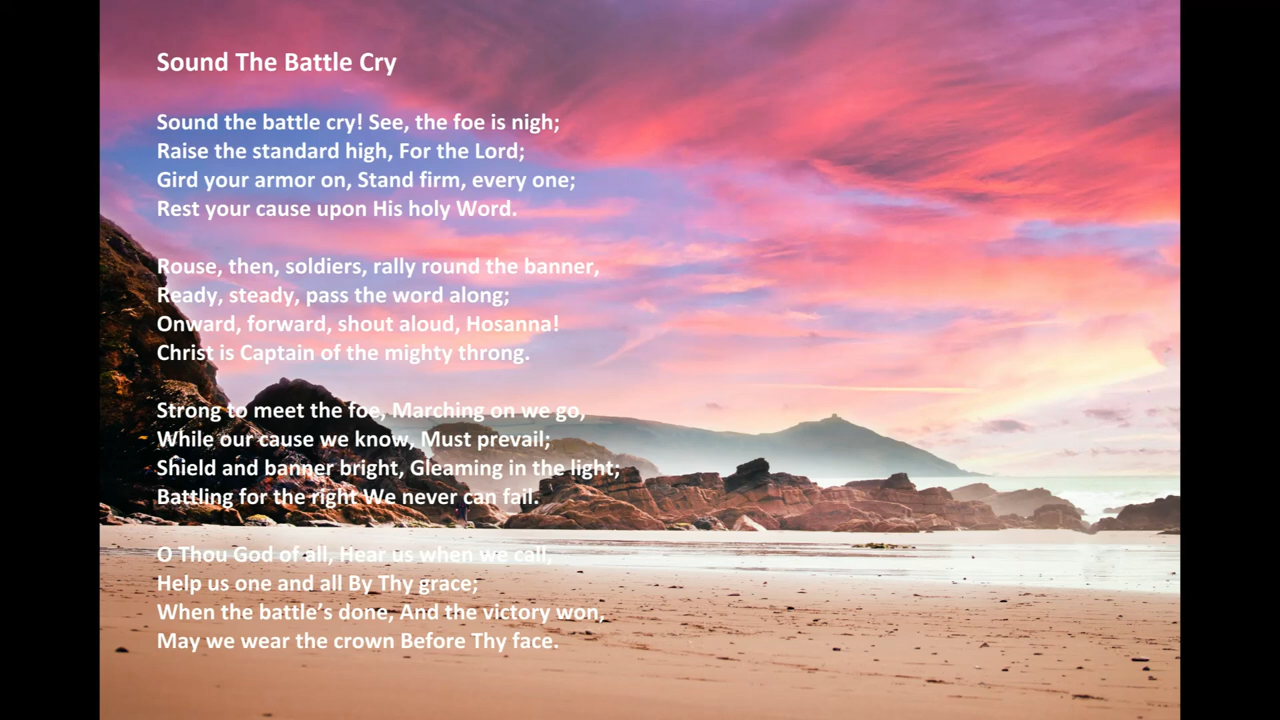 Sound The Battle Cry
Sound the battle cry! See, the foe is nigh;
Raise the standard high, For the Lord;
Gird your armor on, Stand firm, every one;
Rest your cause upon His holy Word.
Rouse, then, soldiers, rally round the banner,
Ready, steady, pass the word along;
Onward, forward, shout aloud, Hosanna!
Christ is Captain of the mighty throng.
Strong to meet the foe, Marching on we go,
While our cause we know, Must prevail;
Shield and banner bright, Gleaming in the light;
Battling for the right We never can fail.
O Thou God of all, Hear us when we call,
Help us one and all By Thy grace;
When the battle’s done, And the victory won,
May we wear the crown Before Thy face.